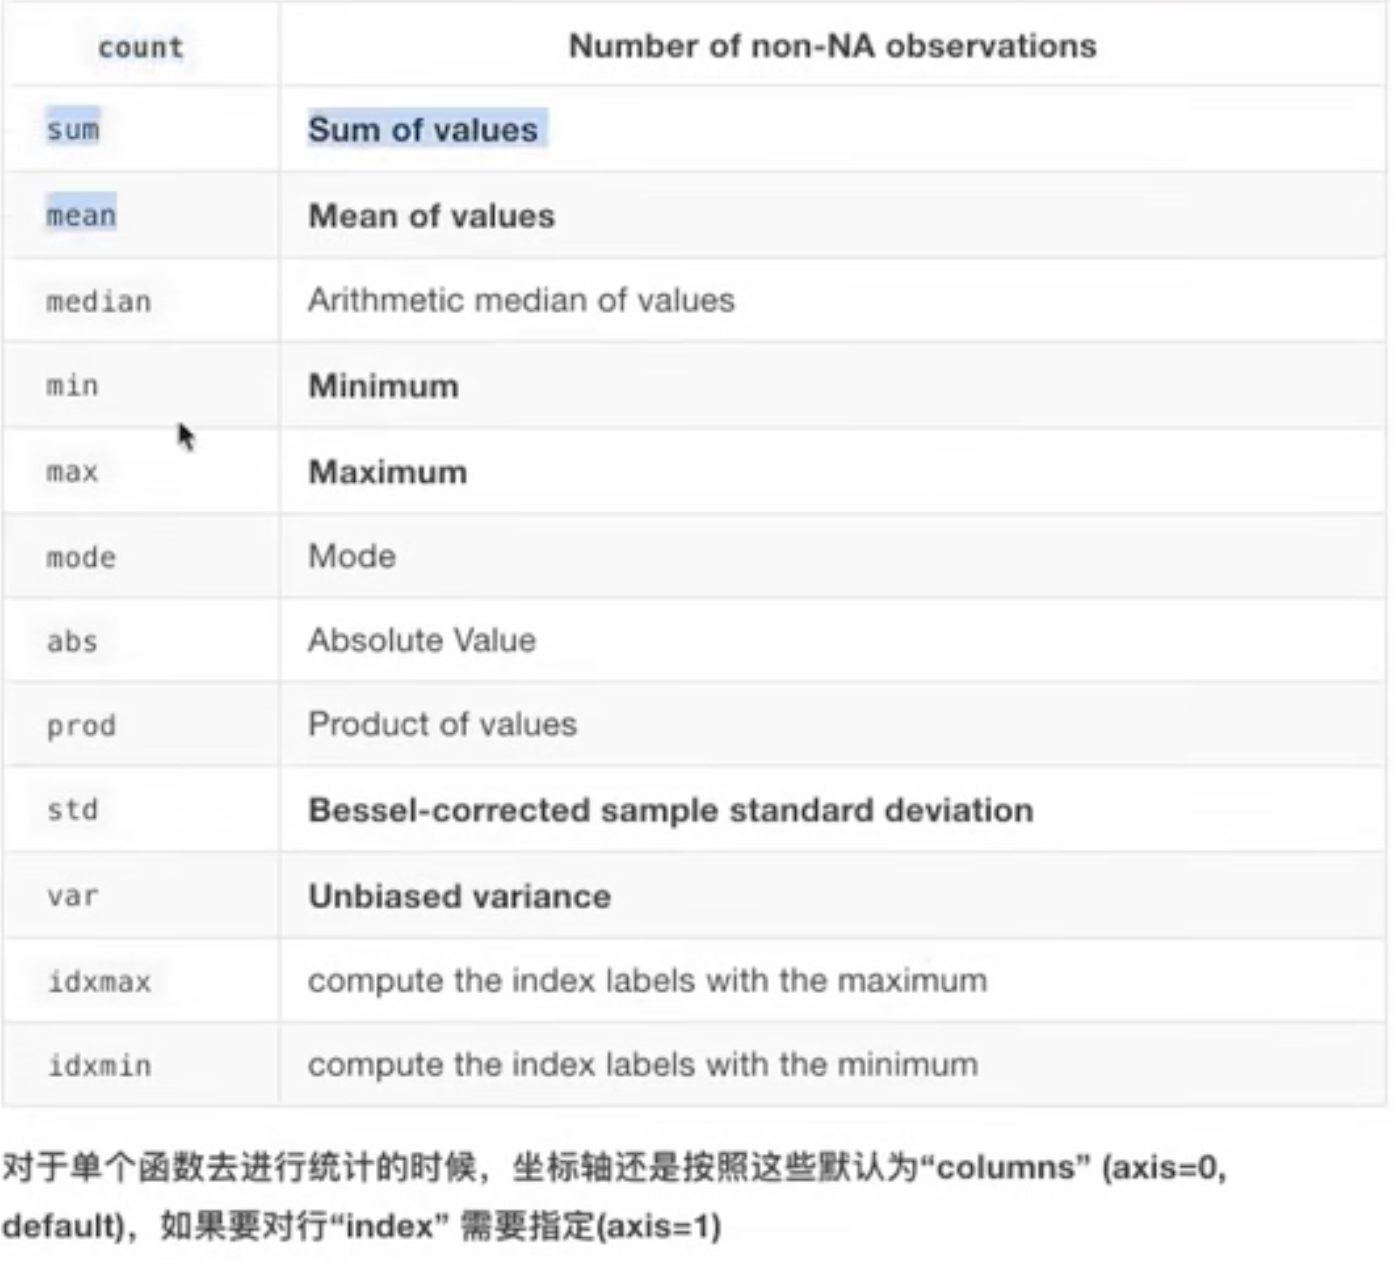 count Number of non-NA observations
sum Sum of values
mean Mean of values
median Arithmetic median of values
min Minimum
max Maximum
mode Mode
abs Absolute Value
prod Product of values
std Bessel-corrected sample standard deviation
var Unbiased variance
idxmax compute the index labels with the maximum
idxmin compute the index labels with the minimum
对于单个函数去进行统计的时候，坐标轴还是按照这些默认为“columns” (axis=0,
default)，如果要对行“index” 需要指定(axis=1)